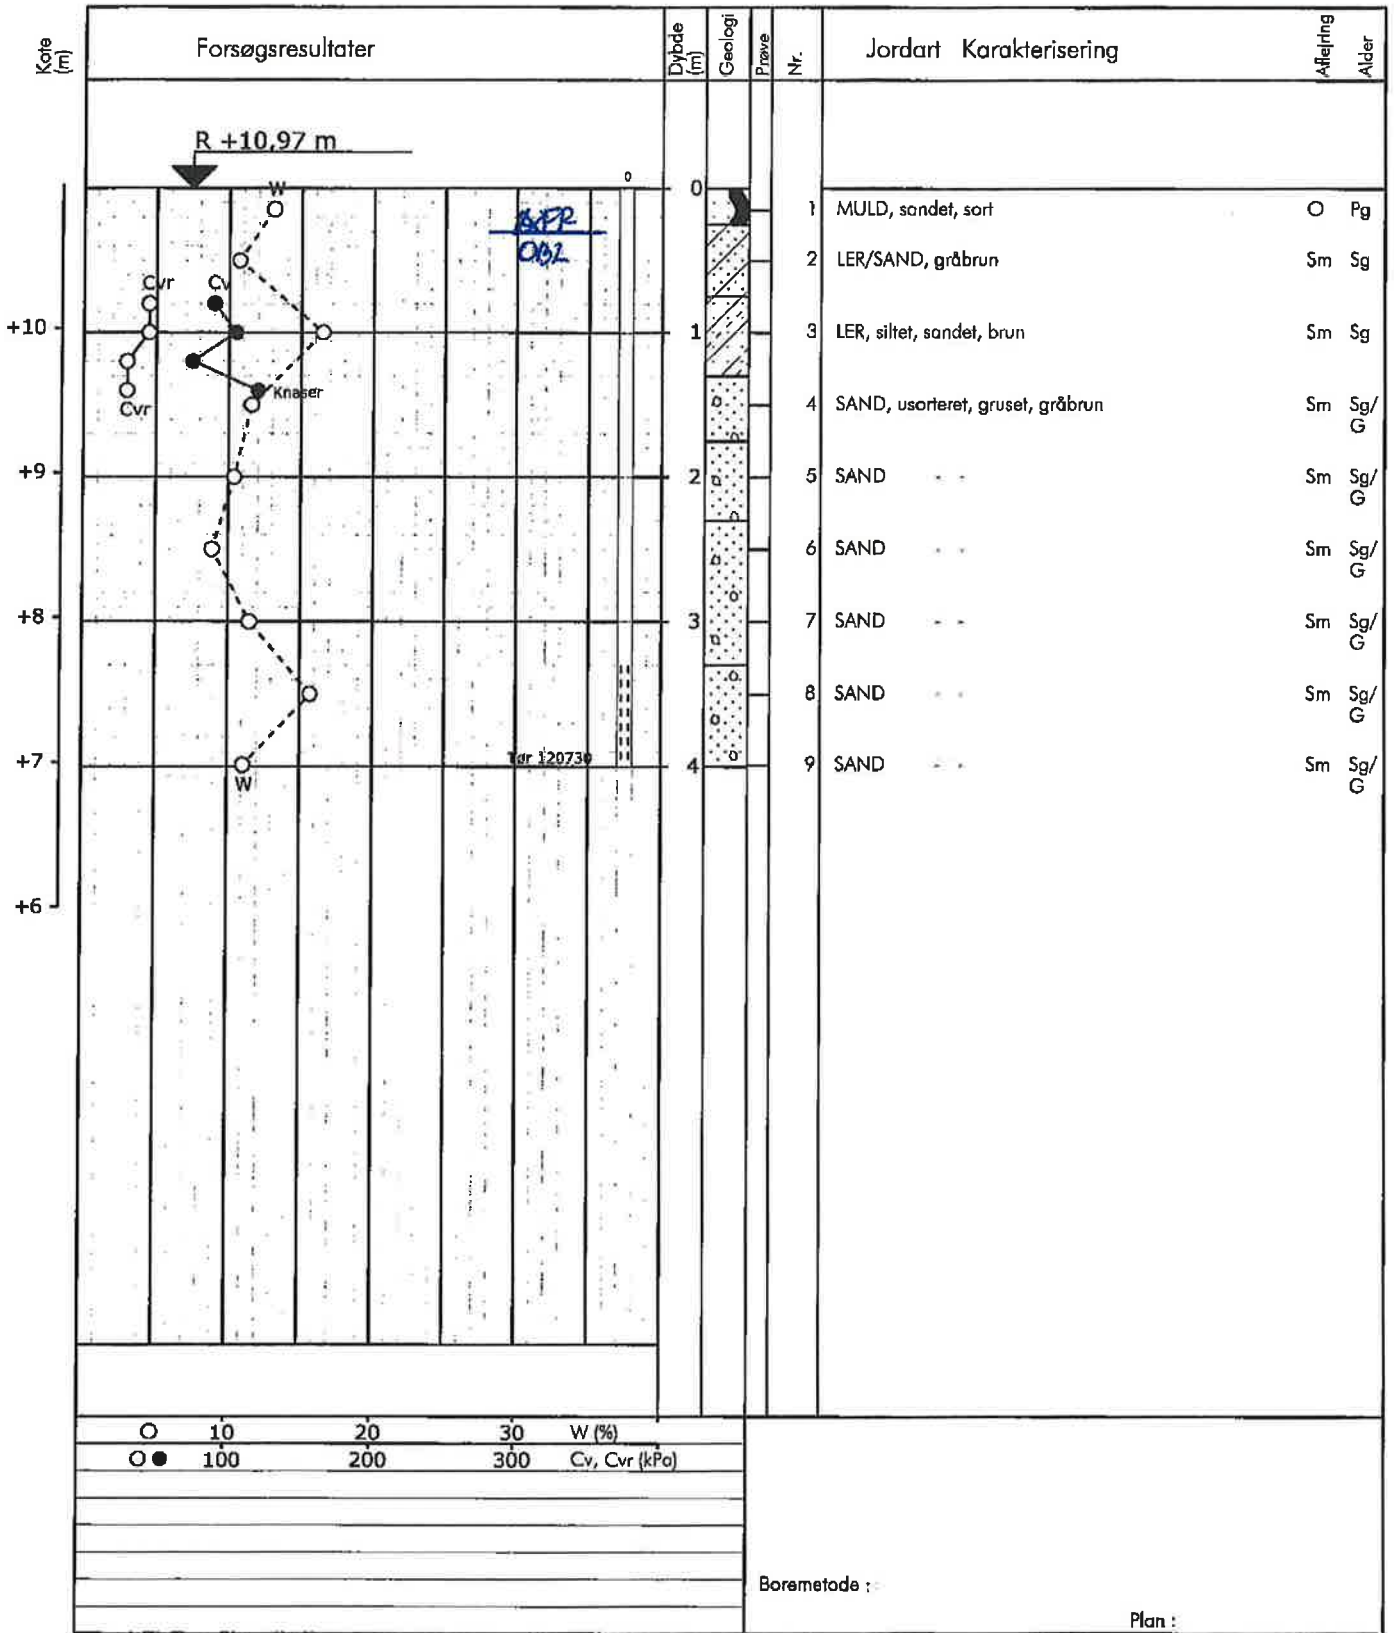 Kote (m)
Forsøgsresultater
Dybde (m)
Geologi
Prøve
Nr.
Jordart Karakterisering
Aflejring
Alder
R +10,97 m
W
0
0
1 MULD, sandet, sort O Pg
OB2
2 LER/SAND, gråbrun Sm Sg
Cvr Cv
+10
1
3 LER, siltet, sandet, brun Sm Sg
Knaser
Cvr
4 SAND, usorteret, gruset, gråbrun Sm Sg/G
+9
2
5 SAND - - Sm Sg/G
6 SAND - - Sm Sg/G
+8
3
7 SAND - - Sm Sg/G
8 SAND - - Sm Sg/G
+7
Tør 120730
4
W
9 SAND - - Sm Sg/G
+6
10 20 30 W (%)
100 200 300 Cv, Cvr (kPa)
Boremetode :
Plan :